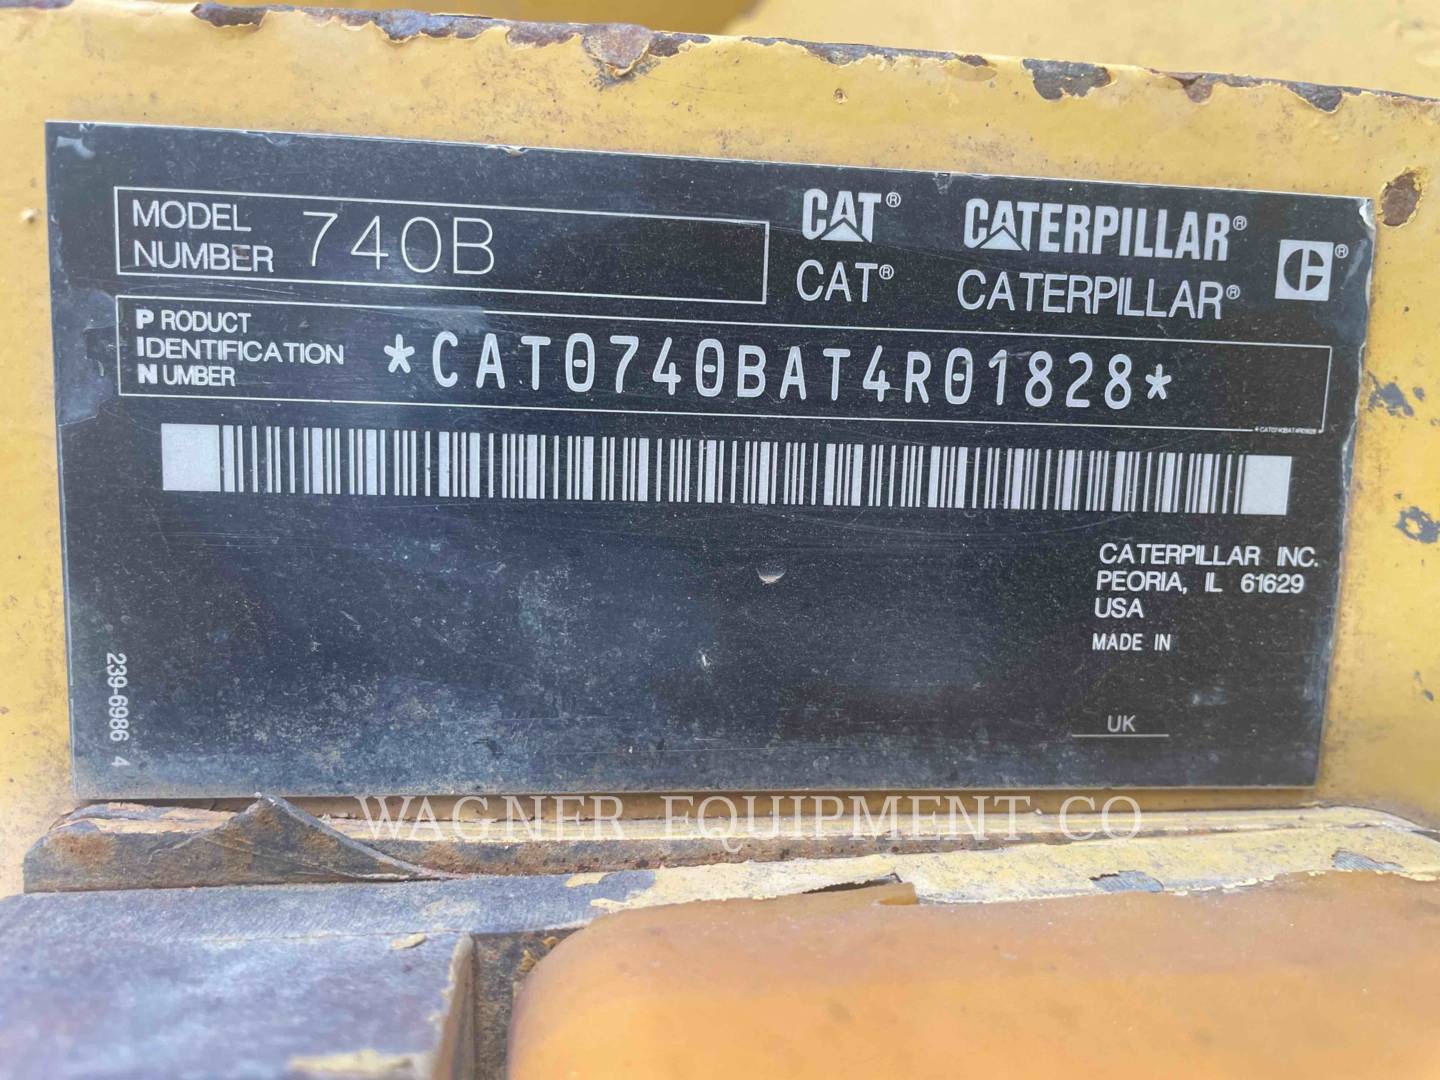 MODEL
NUMBER 740B
CAT® CATERPILLAR®
CAT® CATERPILLAR®
PRODUCT
IDENTIFICATION
NUMBER
*CAT0740BAT4R01828*
*CAT0740BAT4R01828*
CATERPILLAR INC.
PEORIA, IL 61629
USA
MADE IN
UK
239-6986 4
WAGNER EQUIPMENT CO